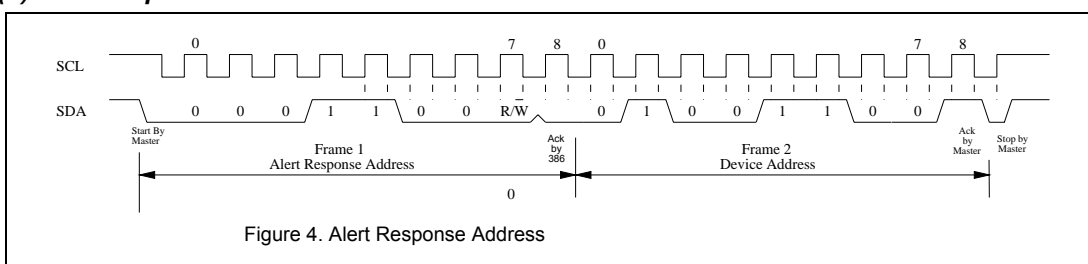 0 7 8 0 7 8
SCL
SDA 0 0 0 1 1 0 0 R/W 0 1 0 0 1 1 0 0
Start By
Master
Ack
by
386
Ack
by
Master
Stop by
Master
Frame 1
Alert Response Address
Frame 2
Device Address
0
Figure 4. Alert Response Address